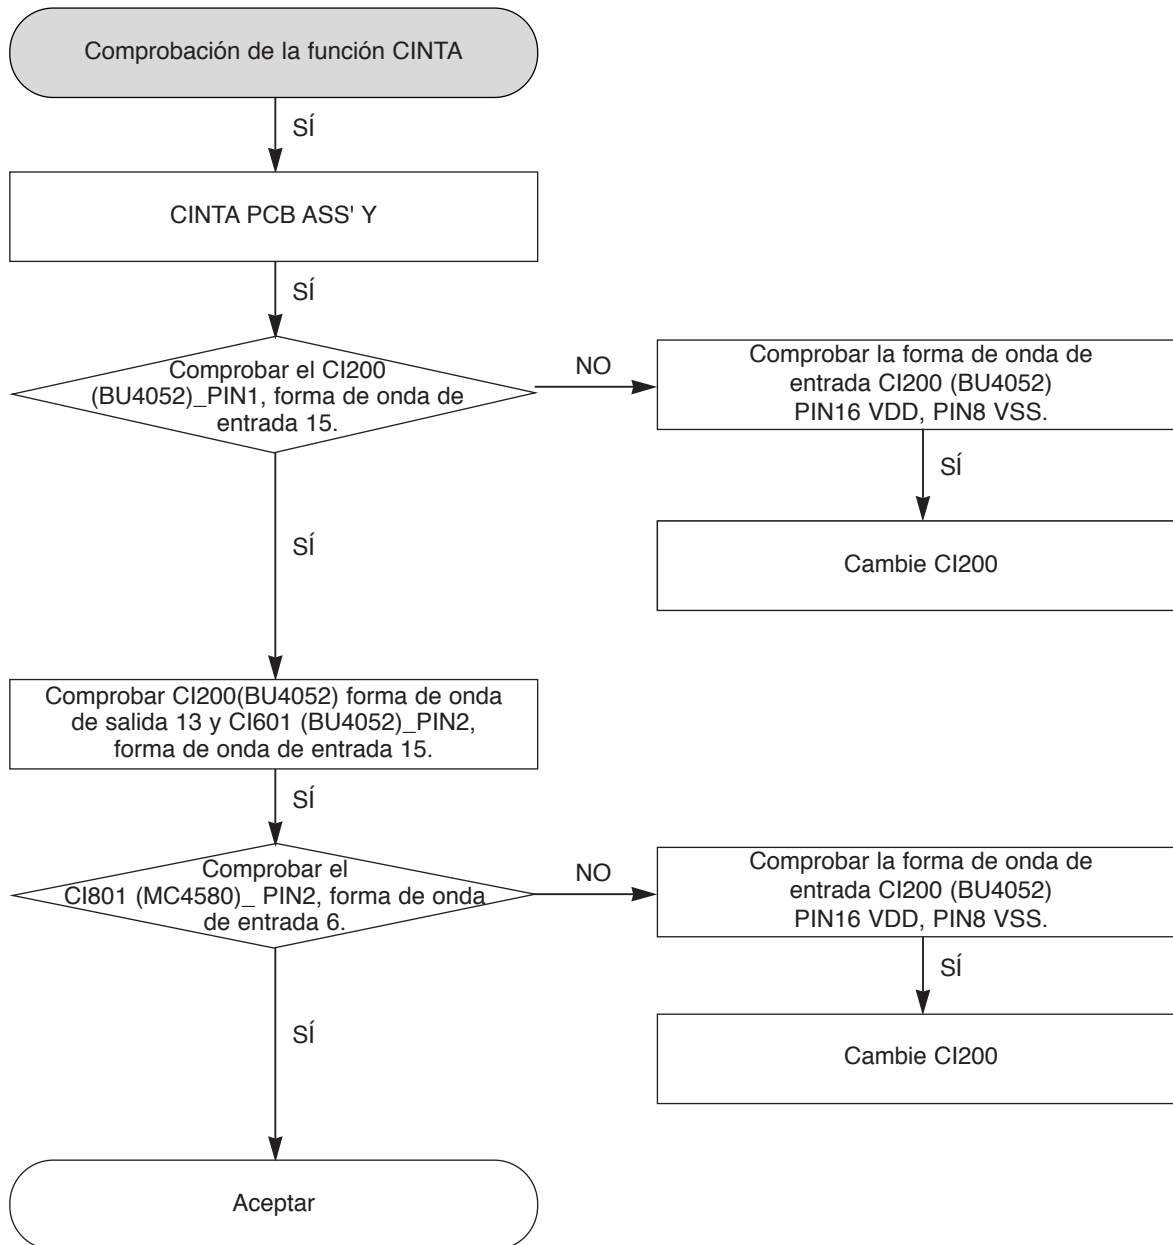 Comprobación de la función CINTA
SÍ
CINTA PCB ASS' Y
SÍ
Comprobar el CI200
(BU4052)_PIN1, forma de onda de
entrada 15.
NO
Comprobar la forma de onda de
entrada CI200 (BU4052)
PIN16 VDD, PIN8 VSS.
SÍ
Cambie CI200
SÍ
Comprobar CI200(BU4052) forma de onda
de salida 13 y CI601 (BU4052)_PIN2,
forma de onda de entrada 15.
SÍ
Comprobar el
CI801 (MC4580)_ PIN2, forma de onda
de entrada 6.
NO
Comprobar la forma de onda de
entrada CI200 (BU4052)
PIN16 VDD, PIN8 VSS.
SÍ
Cambie CI200
SÍ
Aceptar